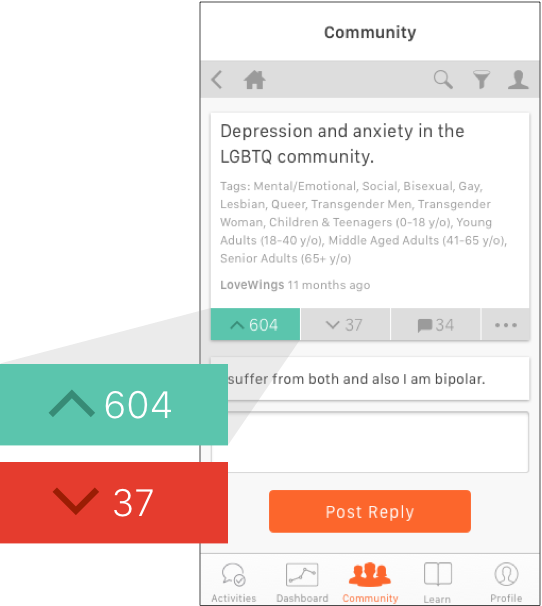 Community
Depression and anxiety in the
LGBTQ community.
Tags: Mental/Emotional, Social, Bisexual, Gay,
Lesbian, Queer, Transgender Men, Transgender
Woman, Children & Teenagers (0-18 y/o), Young
Adults (18-40 y/o), Middle Aged Adults (41-65 y/o),
Senior Adults (65+ y/o)
LoveWings 11 months ago
604 37 34
suffer from both and also I am bipolar.
604
37
Post Reply
Activities Dashboard Community Learn Profile